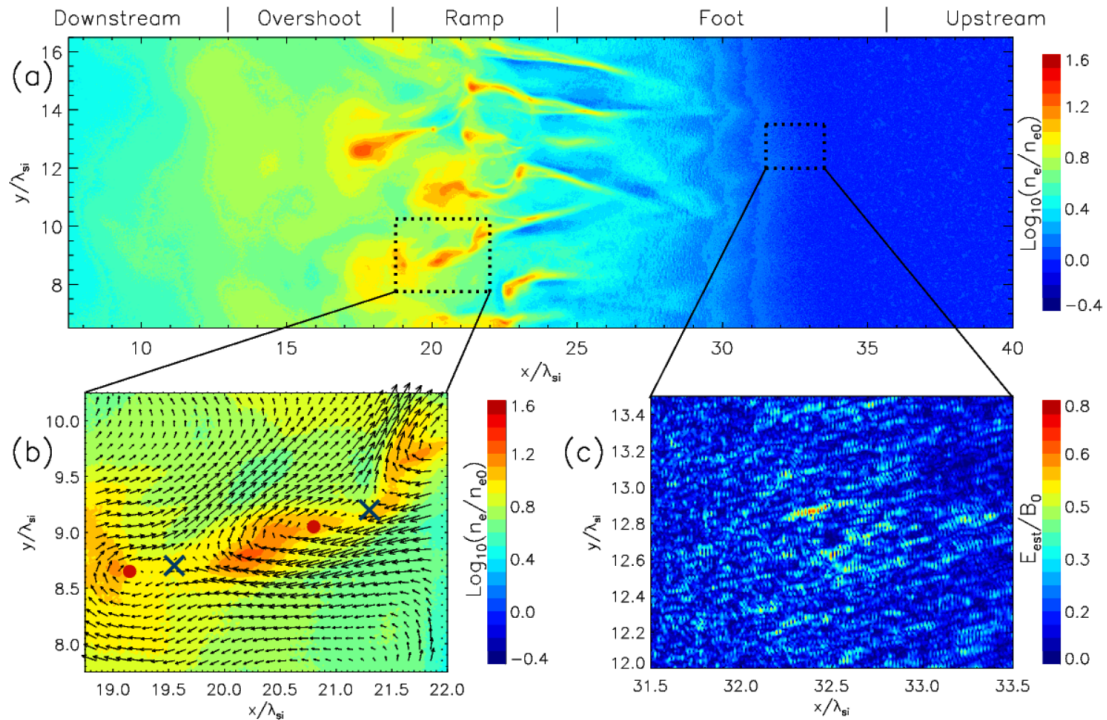 Downstream | Overshoot | Ramp | Foot | Upstream
(a)
16
14
12
10
8
y/λsi
10 15 20 25 30 35 40
x/λsi
1.6
1.2
0.8
0.4
0.0
−0.4
Log10(ne/ne0)
(b)
10.0
9.5
9.0
8.5
8.0
y/λsi
19.0 19.5 20.0 20.5 21.0 21.5 22.0
x/λsi
1.6
1.2
0.8
0.4
0.0
−0.4
Log10(ne/ne0)
(c)
13.4
13.2
13.0
12.8
12.6
12.4
12.2
12.0
y/λsi
31.5 32.0 32.5 33.0 33.5
x/λsi
0.8
0.6
0.5
0.3
0.2
0.0
Eest/B0